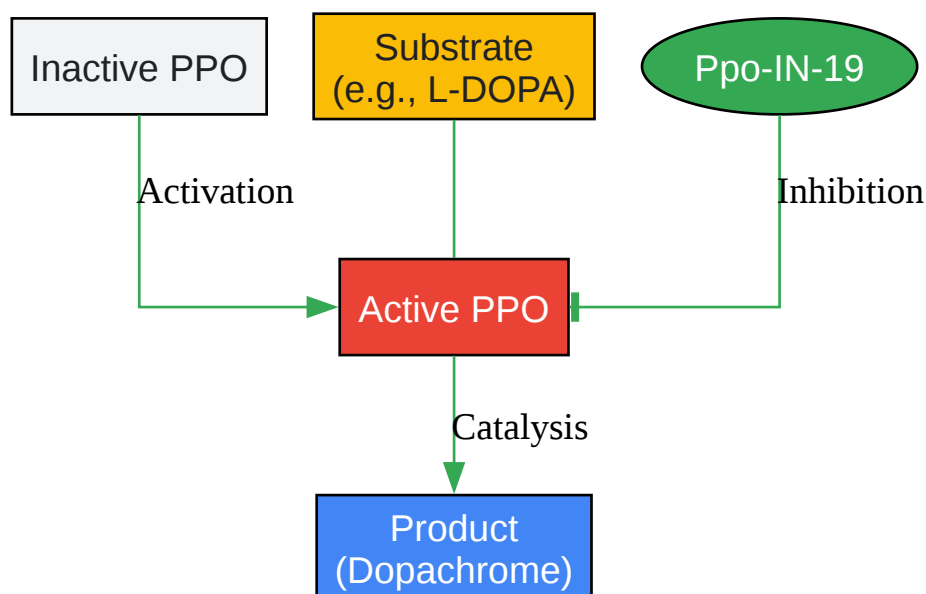 Inactive PPO
Substrate
(e.g., L-DOPA)
Ppo-IN-19
Activation
Inhibition
Active PPO
Catalysis
Product
(Dopachrome)